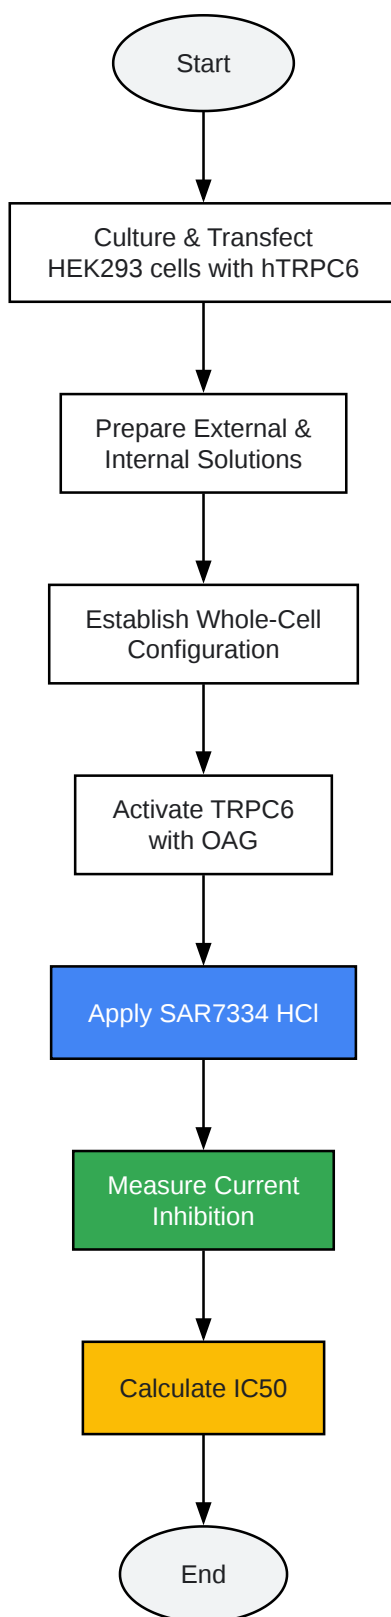 Start
Culture & Transfect
HEK293 cells with hTRPC6
Prepare External &
Internal Solutions
Establish Whole-Cell
Configuration
Activate TRPC6
with OAG
Apply SAR7334 HCl
Measure Current
Inhibition
Calculate IC50
End